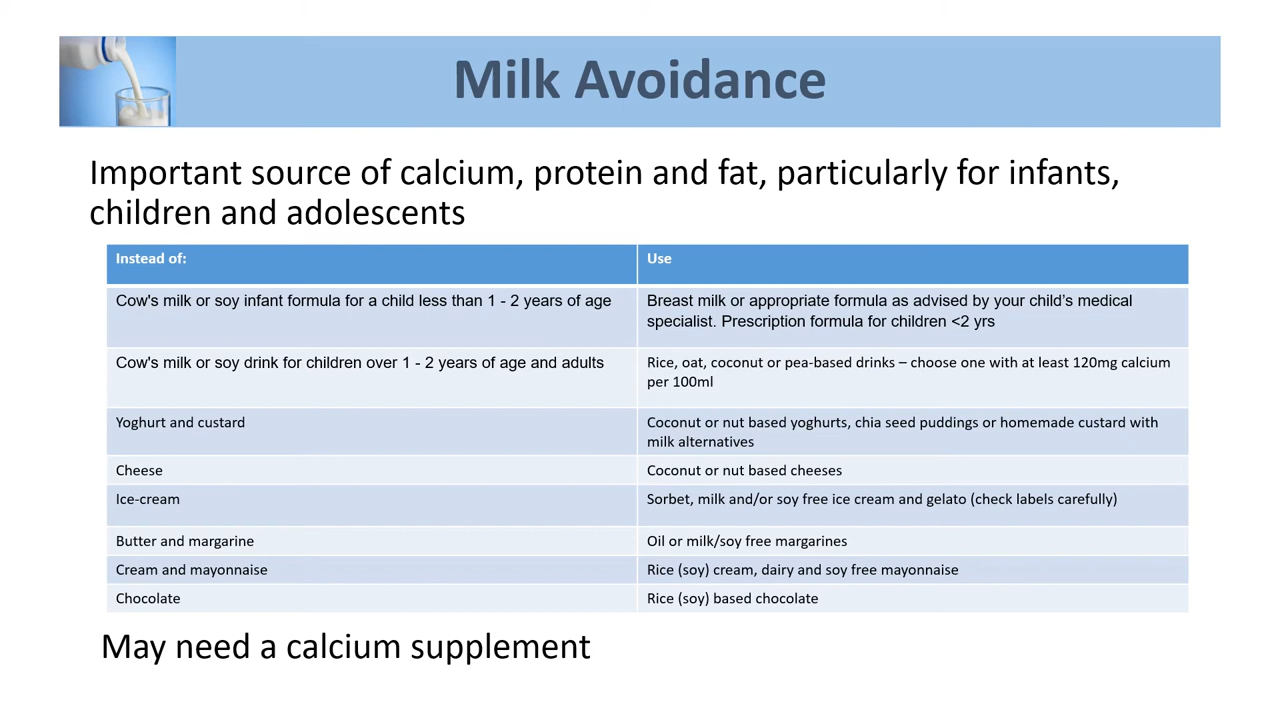 Milk Avoidance
Important source of calcium, protein and fat, particularly for infants,
children and adolescents
Instead of:
Use
Cow's milk or soy infant formula for a child less than 1 - 2 years of age
Breast milk or appropriate formula as advised by your child’s medical
specialist. Prescription formula for children <2 yrs
Cow's milk or soy drink for children over 1 - 2 years of age and adults
Rice, oat, coconut or pea-based drinks – choose one with at least 120mg calcium
per 100ml
Yoghurt and custard
Coconut or nut based yoghurts, chia seed puddings or homemade custard with
milk alternatives
Cheese
Coconut or nut based cheeses
Ice-cream
Sorbet, milk and/or soy free ice cream and gelato (check labels carefully)
Butter and margarine
Oil or milk/soy free margarines
Cream and mayonnaise
Rice (soy) cream, dairy and soy free mayonnaise
Chocolate
Rice (soy) based chocolate
May need a calcium supplement